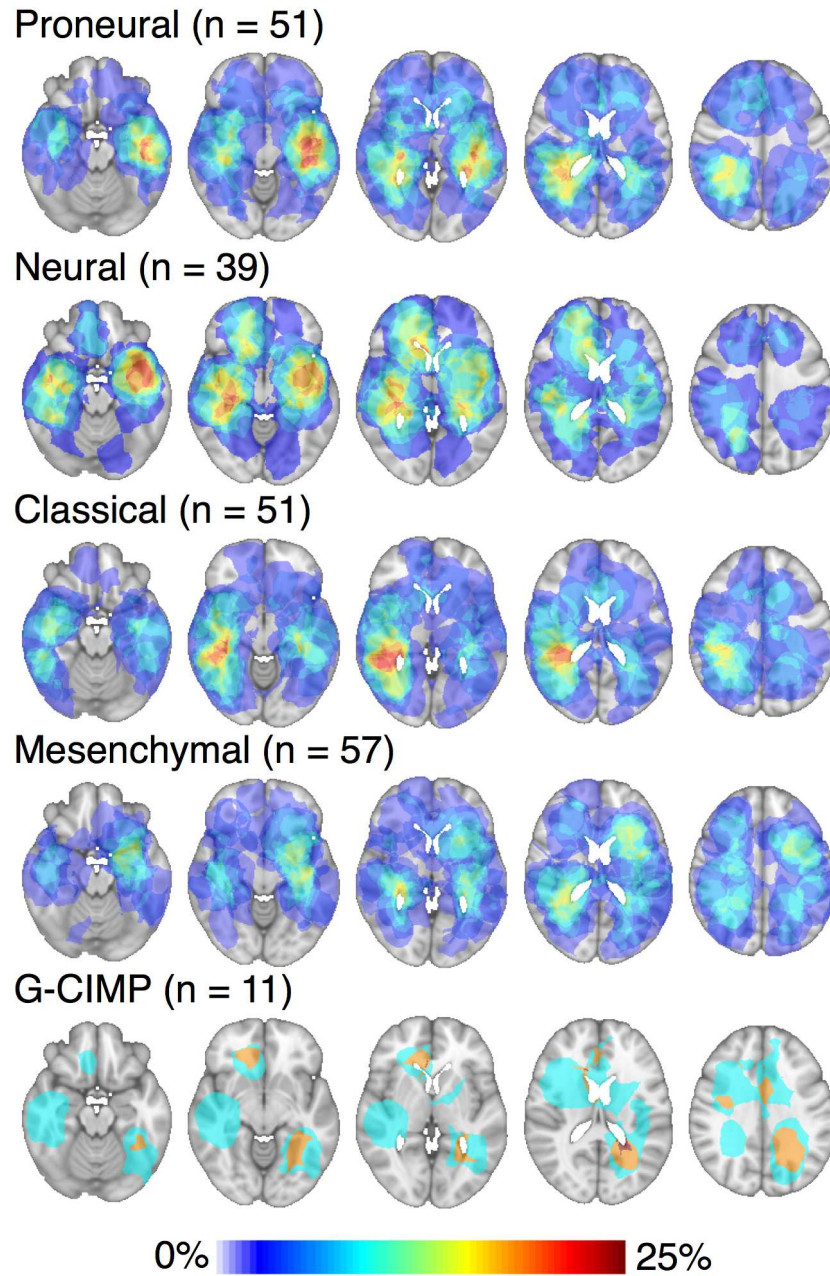 Proneural (n = 51)
Neural (n = 39)
Classical (n = 51)
Mesenchymal (n = 57)
G-CIMP (n = 11)
0% 25%